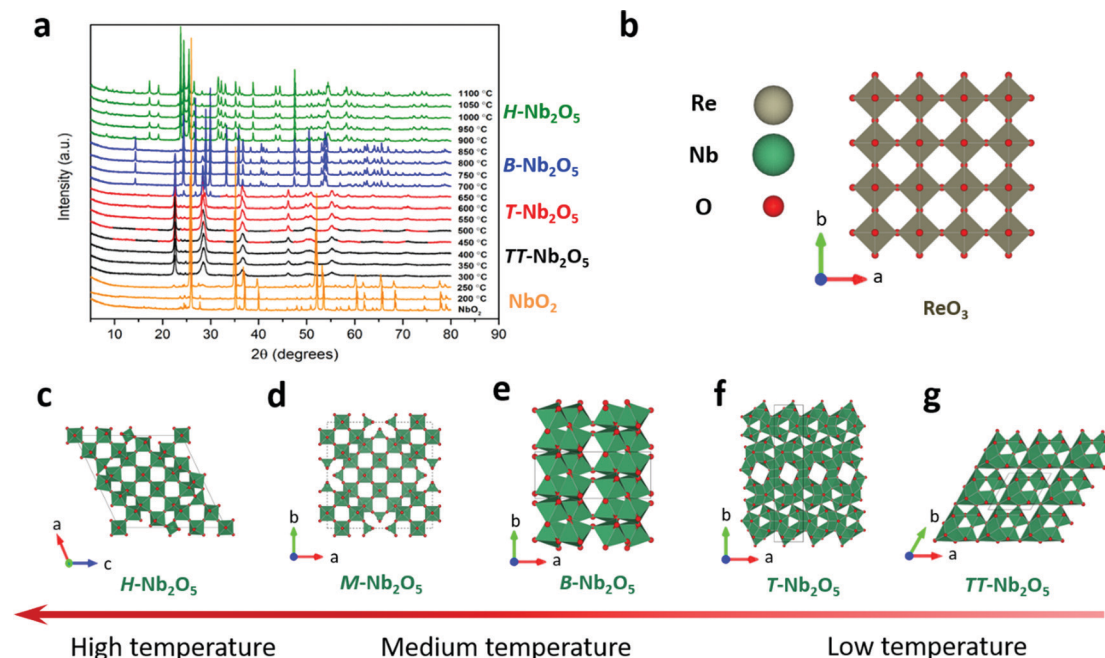 a
Intensity (a.u.)
1100 °C
1050 °C
1000 °C
950 °C
900 °C
850 °C
800 °C
750 °C
700 °C
650 °C
600 °C
550 °C
500 °C
450 °C
400 °C
350 °C
300 °C
250 °C
200 °C
NbO₂
H-Nb₂O₅
B-Nb₂O₅
T-Nb₂O₅
TT-Nb₂O₅
NbO₂
10 20 30 40 50 60 70 80 90
2θ (degrees)
b
Re
Nb
O
b
a
ReO₃
c
a
c
H-Nb₂O₅
d
b
a
M-Nb₂O₅
e
b
a
B-Nb₂O₅
f
b
a
T-Nb₂O₅
g
b
a
TT-Nb₂O₅
High temperature
Medium temperature
Low temperature